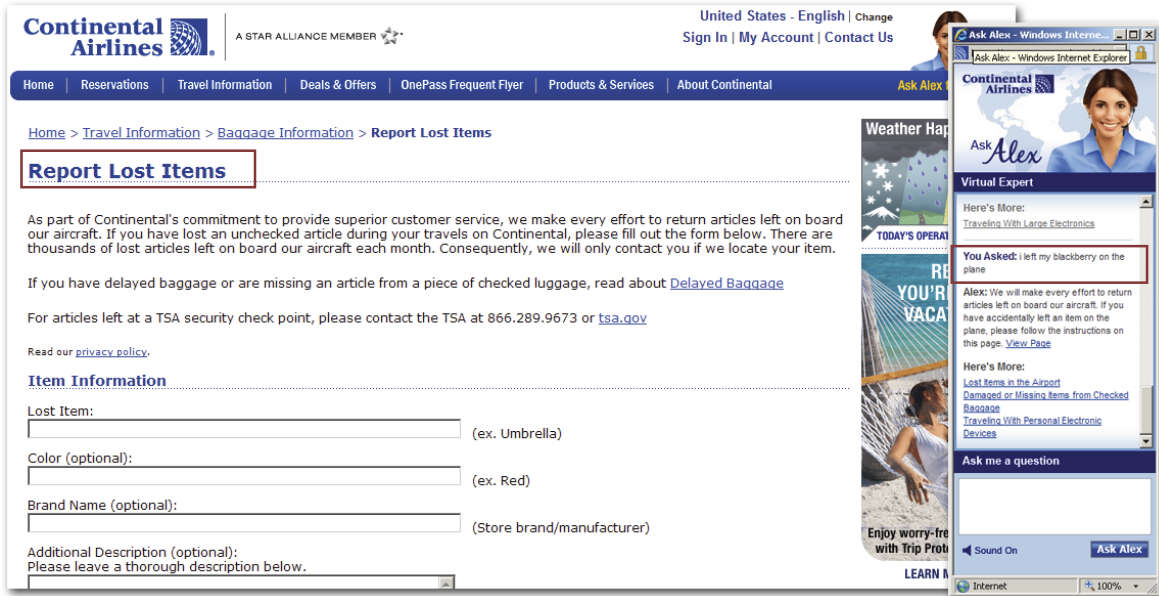 Continental
Airlines
A STAR ALLIANCE MEMBER
United States - English | Change
Sign In | My Account | Contact Us
Home | Reservations | Travel Information | Deals & Offers | OnePass Frequent Flyer | Products & Services | About Continental
Ask Alex
Home > Travel Information > Baggage Information > Report Lost Items
Report Lost Items
As part of Continental's commitment to provide superior customer service, we make every effort to return articles left on board
our aircraft. If you have lost an unchecked article during your travels on Continental, please fill out the form below. There are
thousands of lost articles left on board our aircraft each month. Consequently, we will only contact you if we locate your item.
If you have delayed baggage or are missing an article from a piece of checked luggage, read about Delayed Baggage
For articles left at a TSA security check point, please contact the TSA at 866.289.9673 or tsa.gov
Read our privacy policy.
Item Information
Lost Item:
(ex. Umbrella)
Color (optional):
(ex. Red)
Brand Name (optional):
(Store brand/manufacturer)
Additional Description (optional):
Please leave a thorough description below.
Weather Hap
TODAY'S OPERAT
RE
YOU'R
VACAT
Enjoy worry-fre
with Trip Prote
LEARN M
Ask Alex - Windows Interne...
Ask Alex - Windows Internet Explorer
Continental
Airlines
Ask Alex
Virtual Expert
Here's More:
Traveling With Large Electronics
You Asked: i left my blackberry on the
plane
Alex: We will make every effort to return
articles left on board our aircraft. If you
have accidentally left an item on the
plane, please follow the instructions on
this page. View Page
Here's More:
Lost Items in the Airport
Damaged or Missing Items from Checked
Baggage
Traveling With Personal Electronic
Devices
Ask me a question
Sound On
Ask Alex
Internet
100%